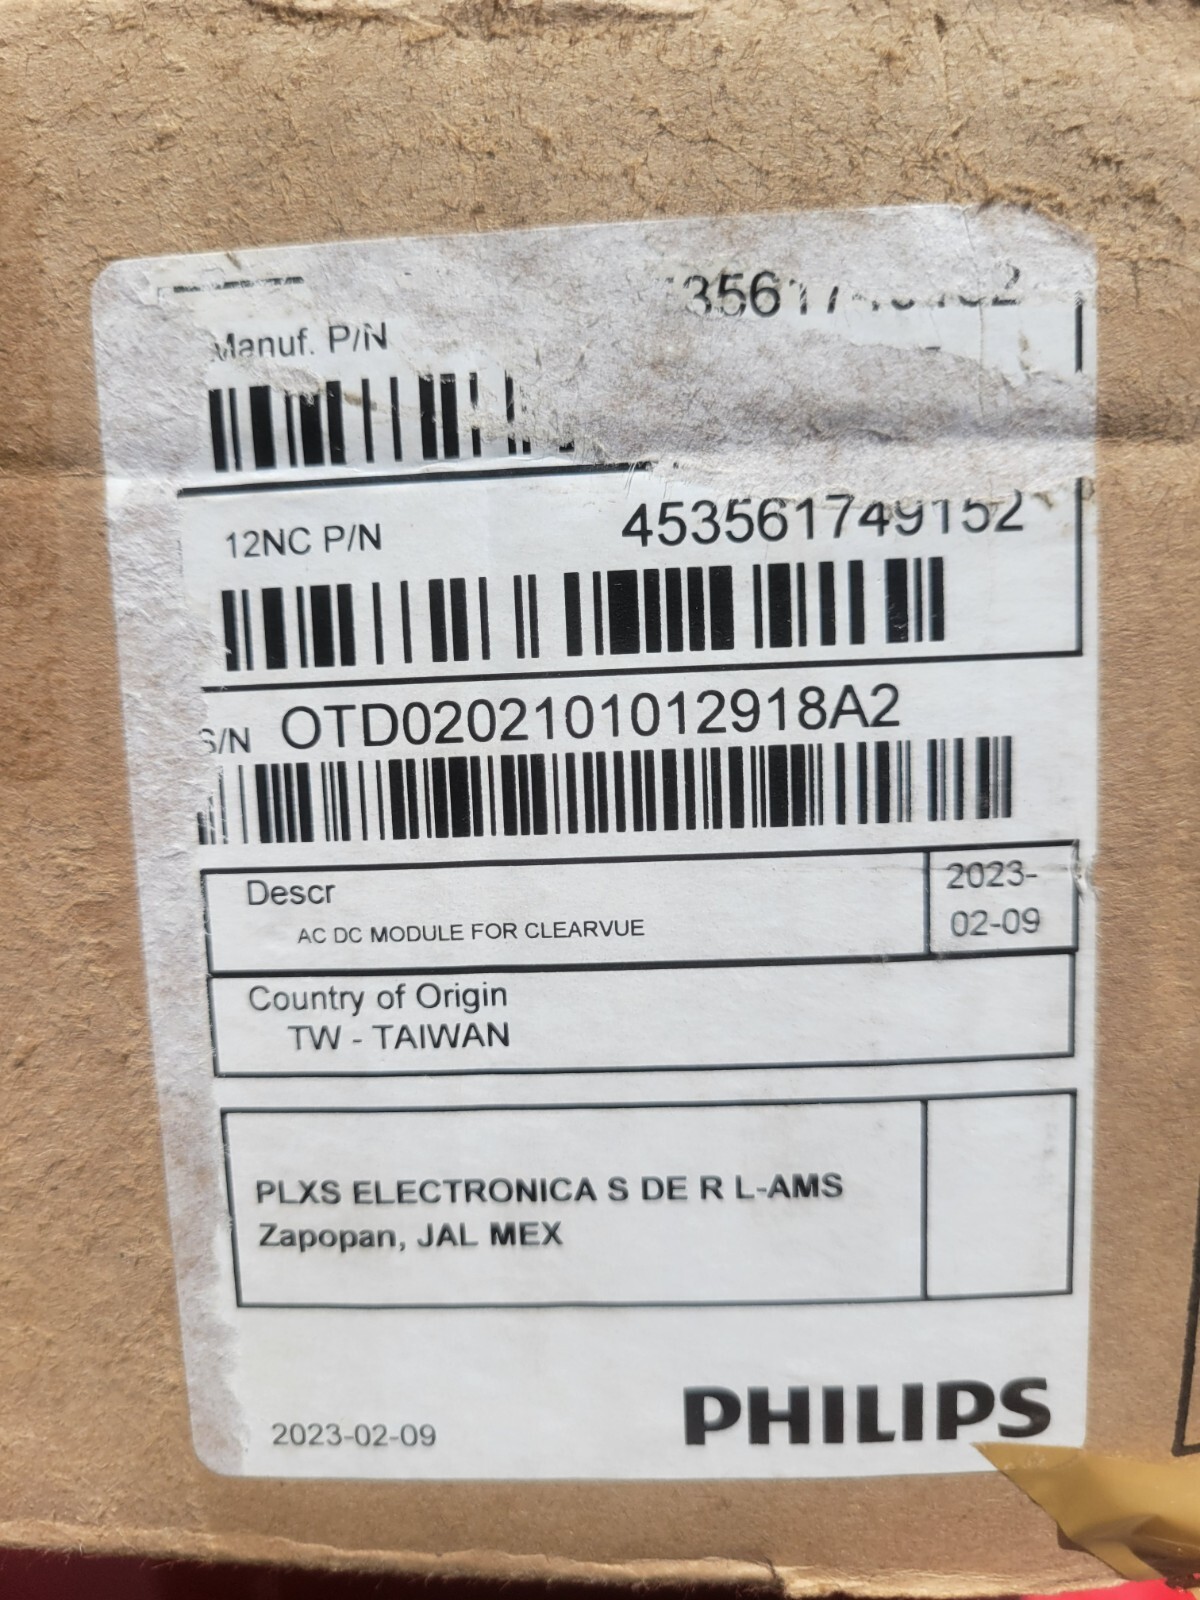 Manuf. P/N
12NC P/N 453561749152
S/N OTD0202101012918A2
Descr
AC DC MODULE FOR CLEARVUE
2023-
02-09
Country of Origin
TW - TAIWAN
PLXS ELECTRONICA S DE R L-AMS
Zapopan, JAL MEX
2023-02-09
PHILIPS